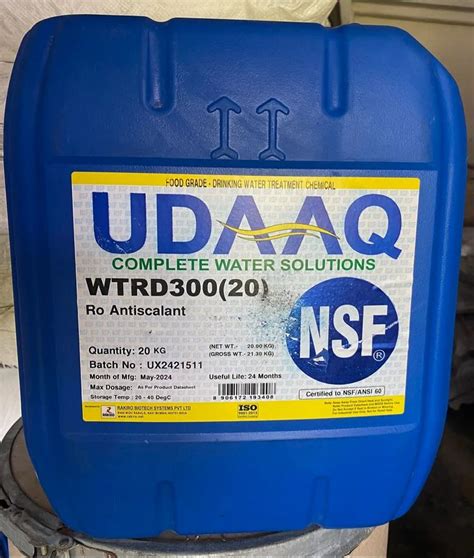 FOOD GRADE - DRINKING WATER TREATMENT CHEMICAL
UDAAQ
COMPLETE WATER SOLUTIONS
WTRD300(20)
Ro Antiscalant
NSF®
Quantity: 20 KG
(NET WT.- 20.00 KG)
(GROSS WT.- 21.30 KG)
Batch No : UX2421511
Month of Mfg: May-2024
Useful Life: 24 Months
Max Dosage: As Per Product Datasheet
Storage Temp : 20 - 40 DegC
8 906172 193408
Certified to NSF/ANSI 60
RAKIRO BIOTECH SYSTEMS PVT LTD
ISO